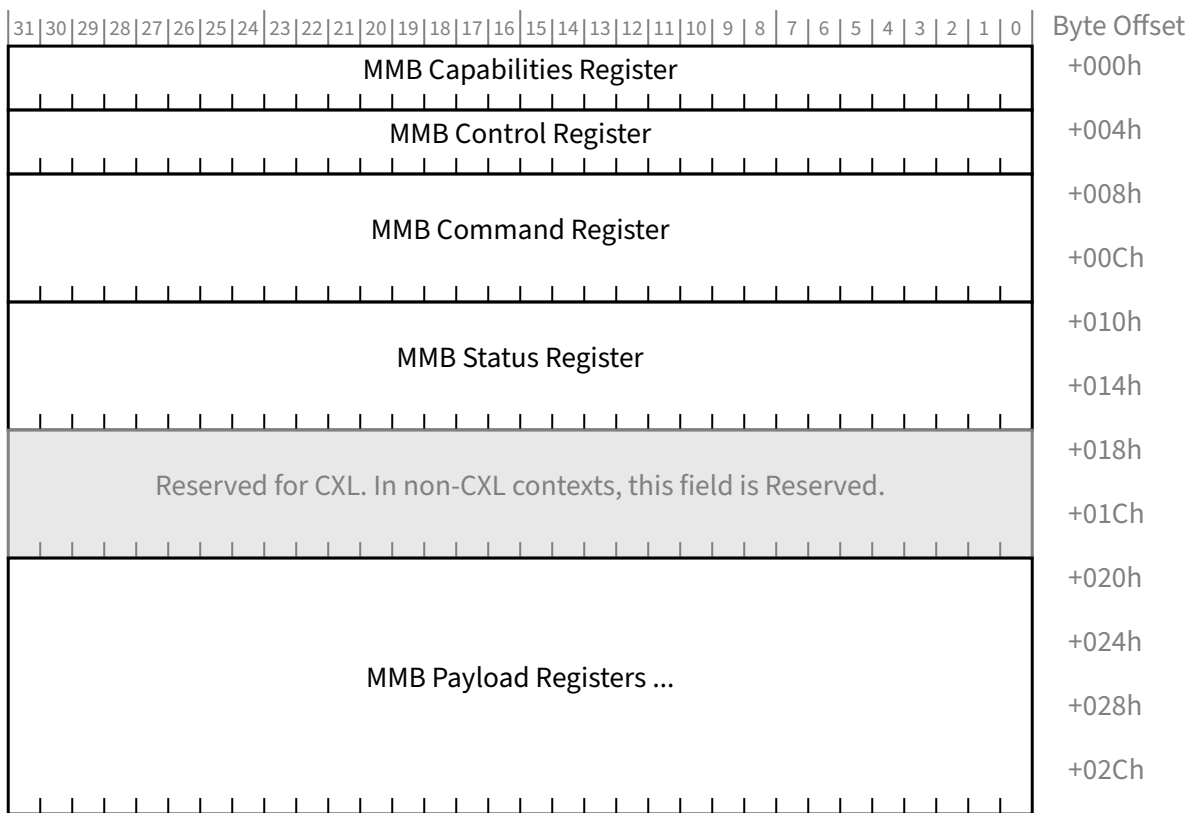 31 30 29 28 27 26 25 24 23 22 21 20 19 18 17 16 15 14 13 12 11 10 9 8 7 6 5 4 3 2 1 0 Byte Offset
MMB Capabilities Register +000h
MMB Control Register +004h
+008h
MMB Command Register
+00Ch
+010h
MMB Status Register
+014h
+018h
Reserved for CXL. In non-CXL contexts, this field is Reserved.
+01Ch
+020h
+024h
MMB Payload Registers ...
+028h
+02Ch